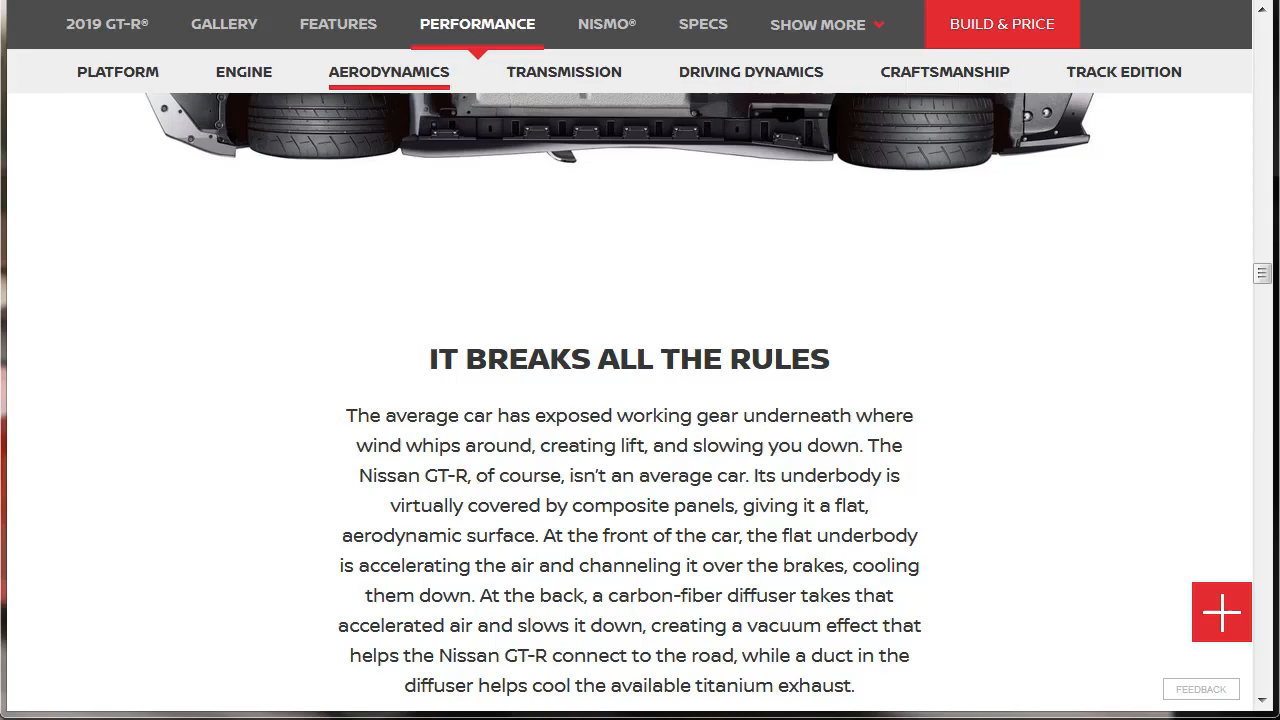 2019 GT-R® GALLERY FEATURES PERFORMANCE NISMO® SPECS SHOW MORE BUILD & PRICE
PLATFORM ENGINE AERODYNAMICS TRANSMISSION DRIVING DYNAMICS CRAFTSMANSHIP TRACK EDITION
IT BREAKS ALL THE RULES
The average car has exposed working gear underneath where
wind whips around, creating lift, and slowing you down. The
Nissan GT-R, of course, isn't an average car. Its underbody is
virtually covered by composite panels, giving it a flat,
aerodynamic surface. At the front of the car, the flat underbody
is accelerating the air and channeling it over the brakes, cooling
them down. At the back, a carbon-fiber diffuser takes that
accelerated air and slows it down, creating a vacuum effect that
helps the Nissan GT-R connect to the road, while a duct in the
diffuser helps cool the available titanium exhaust.
FEEDBACK